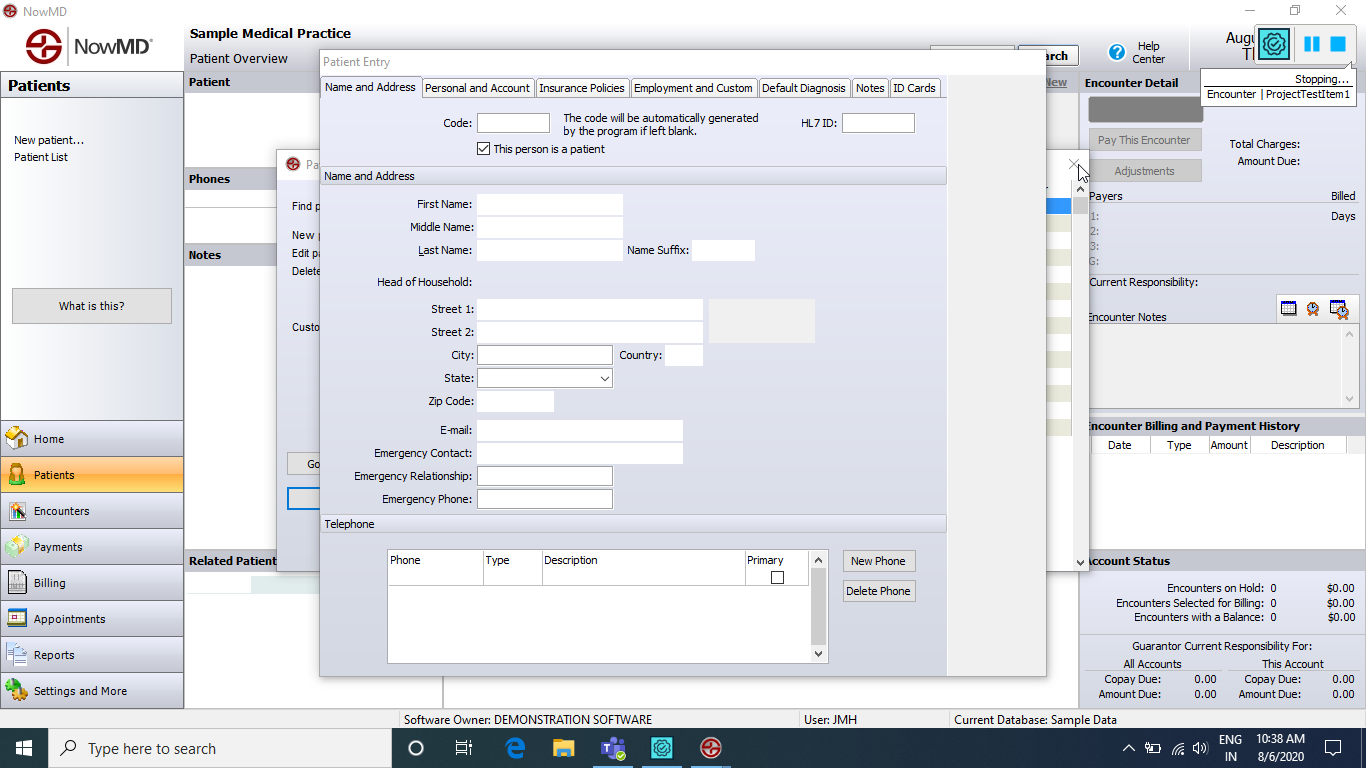 NowMD
NowMD®
Sample Medical Practice
Patient Overview
Help
Center
Stopping...
Encounter | ProjectTestItem1
Patients
New patient...
Patient List
What is this?
Home
Patients
Encounters
Payments
Billing
Appointments
Reports
Settings and More
Patient
Phones
Notes
Related Patient
Find p
New p
Edit pa
Delete
Custo
Go
Patient Entry
Name and Address
Personal and Account
Insurance Policies
Employment and Custom
Default Diagnosis
Notes
ID Cards
Code:
The code will be automatically generated
by the program if left blank.
HL7 ID:
This person is a patient
Name and Address
First Name:
Middle Name:
Last Name:
Name Suffix:
Head of Household:
Street 1:
Street 2:
City:
Country:
State:
Zip Code:
E-mail:
Emergency Contact:
Emergency Relationship:
Emergency Phone:
Telephone
Phone
Type
Description
Primary
New Phone
Delete Phone
New
Encounter Detail
Pay This Encounter
Adjustments
Total Charges:
Amount Due:
Payers
Billed
1:
Days
2:
3:
G:
Current Responsibility:
Encounter Notes
Encounter Billing and Payment History
Date
Type
Amount
Description
Account Status
Encounters on Hold: 0 $0.00
Encounters Selected for Billing: 0 $0.00
Encounters with a Balance: 0 $0.00
Guarantor Current Responsibility For:
All Accounts
This Account
Copay Due: 0.00 Copay Due: 0.00
Amount Due: 0.00 Amount Due: 0.00
Software Owner: DEMONSTRATION SOFTWARE
User: JMH
Current Database: Sample Data
Type here to search
ENG
IN
10:38 AM
8/6/2020